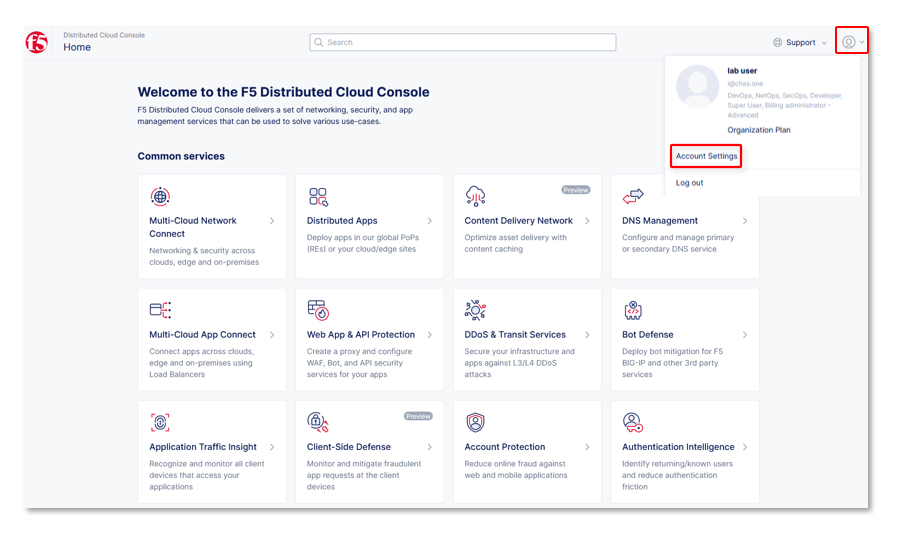 f5
Distributed Cloud Console
Home
Search
Support
lab user
i@chas.one
DevOps, NetOps, SecOps, Developer,
Super User, Billing administrator -
Advanced
Organization Plan
Account Settings
Log out
Welcome to the F5 Distributed Cloud Console
F5 Distributed Cloud Console delivers a set of networking, security, and app
management services that can be used to solve various use-cases.
Common services
Multi-Cloud Network
Connect
Networking & security across
clouds, edge and on-premises
Distributed Apps
Deploy apps in our global PoPs
(REs) or your cloud/edge sites
Preview
Content Delivery Network
Optimize asset delivery with
content caching
DNS Management
Configure and manage primary
or secondary DNS service
Multi-Cloud App Connect
Connect apps across clouds,
edge and on-premises using
Load Balancers
Web App & API Protection
Create a proxy and configure
WAF, Bot, and API security
services for your apps
DDoS & Transit Services
Secure your infrastructure and
apps against L3/L4 DDoS
attacks
Bot Defense
Deploy bot mitigation for F5
BIG-IP and other 3rd party
services
Application Traffic Insight
Recognize and monitor all client
devices that access your
applications
Preview
Client-Side Defense
Monitor and mitigate fraudulent
app requests at the client
devices
Account Protection
Reduce online fraud against
web and mobile applications
Authentication Intelligence
Identify returning/known users
and reduce authentication
friction